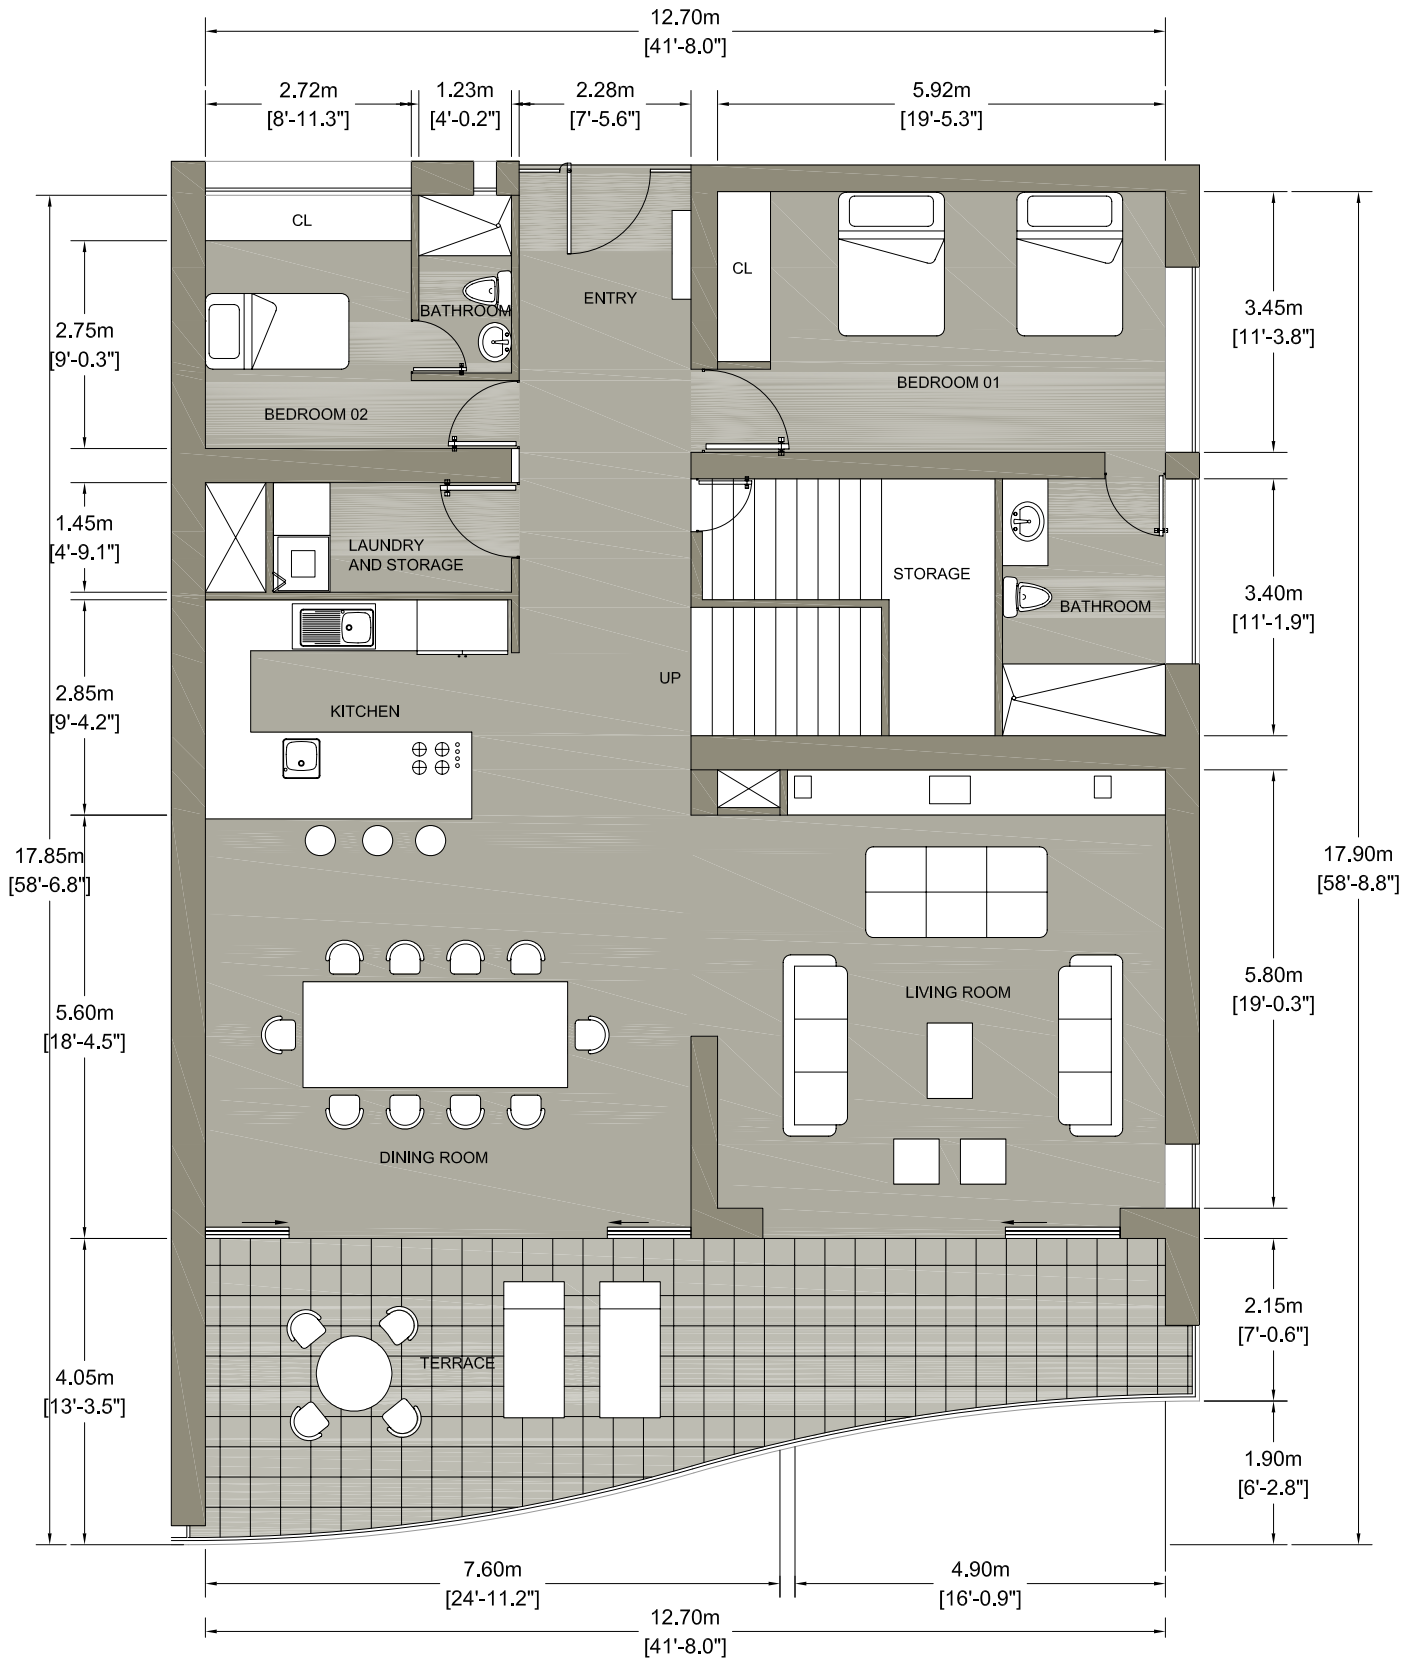 12.70m
[41'-8.0"]
2.72m
[8'-11.3"]
1.23m
[4'-0.2"]
2.28m
[7'-5.6"]
5.92m
[19'-5.3"]
CL
CL
ENTRY
BATHROOM
2.75m
[9'-0.3"]
3.45m
[11'-3.8"]
BEDROOM 01
BEDROOM 02
1.45m
[4'-9.1"]
LAUNDRY
AND STORAGE
STORAGE
BATHROOM
3.40m
[11'-1.9"]
UP
2.85m
[9'-4.2"]
KITCHEN
17.85m
[58'-6.8"]
17.90m
[58'-8.8"]
5.60m
[18'-4.5"]
LIVING ROOM
5.80m
[19'-0.3"]
DINING ROOM
2.15m
[7'-0.6"]
TERRACE
4.05m
[13'-3.5"]
1.90m
[6'-2.8"]
7.60m
[24'-11.2"]
4.90m
[16'-0.9"]
12.70m
[41'-8.0"]